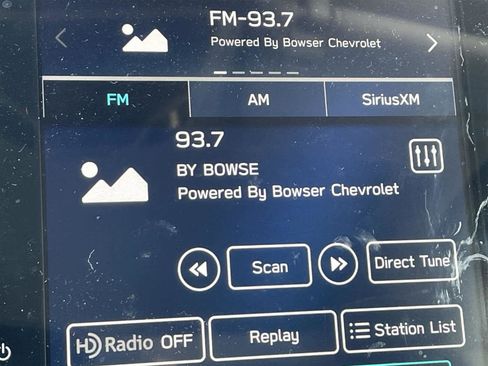 FM-93.7
Powered By Bowser Chevrolet
FM AM SiriusXM
93.7
BY BOWSE
Powered By Bowser Chevrolet
Scan Direct Tune
HD Radio OFF Replay Station List